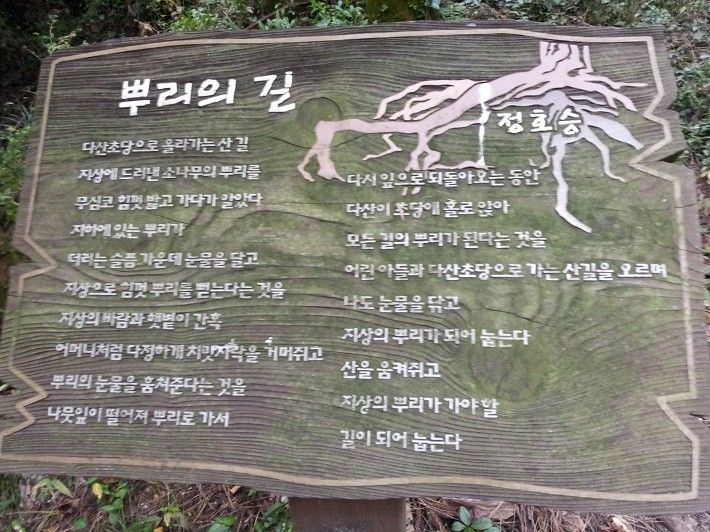 뿌리의 길
정호승
다산초당으로 올라가는 산길
지상에 드러낸 소나무의 뿌리를
무심코 힘껏 밟고 가다가 알았다
지하에 있는 뿌리가
더러는 슬픔 가운데 눈물을 달고
지상으로 힘껏 뿌리를 뻗는다는 것을
지상의 바람과 햇볕이 간혹
어머니처럼 다정하게 치맛자락을 거머쥐고
뿌리의 눈물을 훔쳐준다는 것을
나뭇잎이 떨어져 뿌리로 가서
다시 잎으로 되돌아오는 동안
다산이 초당에 홀로 앉아
모든 길의 뿌리가 된다는 것을
어린 아들과 다산초당으로 가는 산길을 오르며
나도 눈물을 닦고
지상의 뿌리가 되어 눕는다
산을 움켜쥐고
지상의 뿌리가 가야 할
길이 되어 눕는다